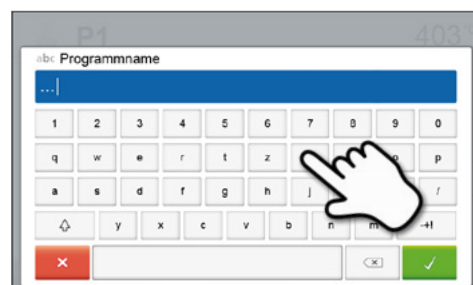 P1 403
abc Programmname
...
1 2 3 4 5 6 7 8 9 0
q w e r t z p
a s d f g h j
y x c v b n m -+!